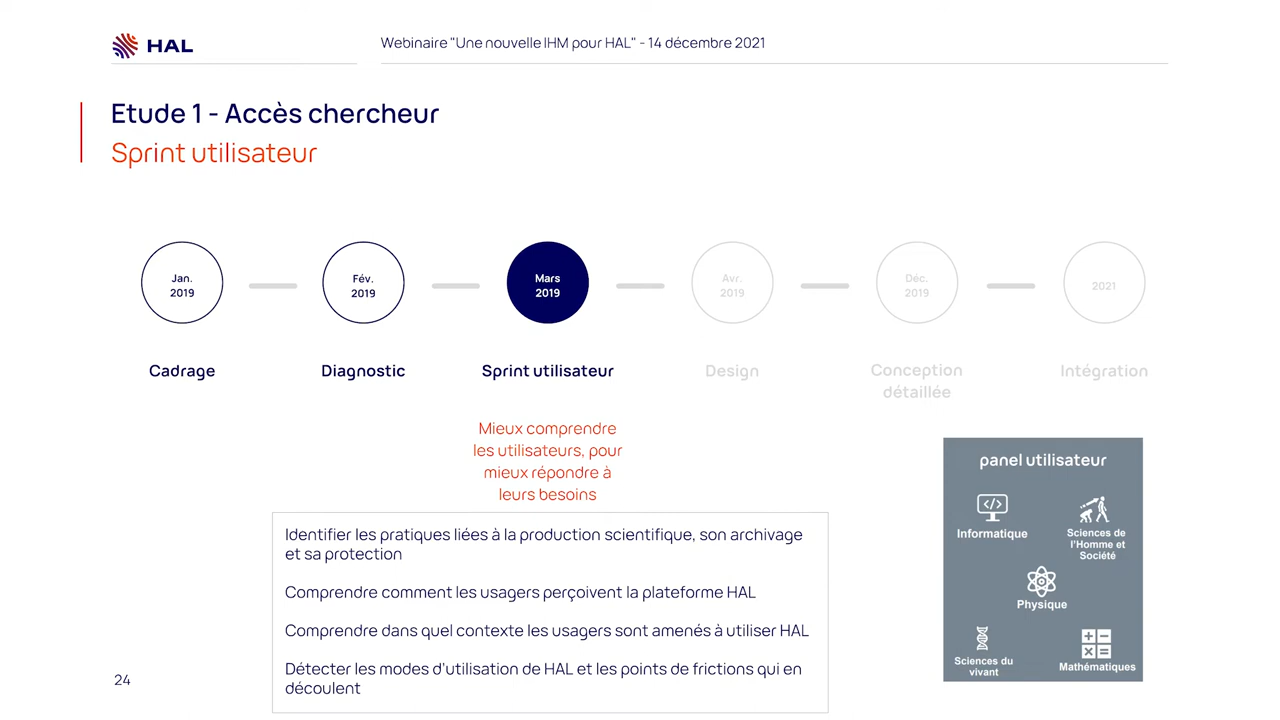 HAL
Webinaire "Une nouvelle IHM pour HAL" - 14 décembre 2021
Etude 1 - Accès chercheur
Sprint utilisateur
Jan.
2019
Fév.
2019
Mars
2019
Avr.
2019
Déc.
2019
2021
Cadrage
Diagnostic
Sprint utilisateur
Design
Conception
détaillée
Intégration
Mieux comprendre
les utilisateurs, pour
mieux répondre à
leurs besoins
Identifier les pratiques liées à la production scientifique, son archivage
et sa protection
Comprendre comment les usagers perçoivent la plateforme HAL
Comprendre dans quel contexte les usagers sont amenés à utiliser HAL
Détecter les modes d'utilisation de HAL et les points de frictions qui en
découlent
panel utilisateur
Informatique
Sciences de
l'Homme et
Société
Physique
Sciences du
vivant
Mathématiques
24